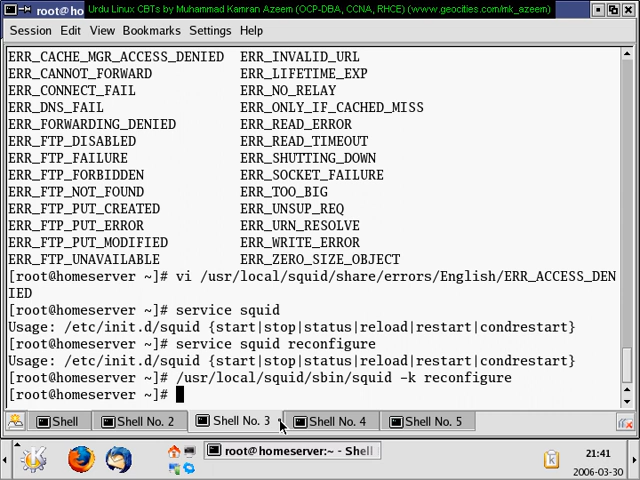 root@ho
Urdu Linux CBTs by Muhammad Kamran Azeem (OCP-DBA, CCNA, RHCE) (www.geocities.com/mk_azeem)
Session Edit View Bookmarks Settings Help
ERR_CACHE_MGR_ACCESS_DENIED ERR_INVALID_URL
ERR_CANNOT_FORWARD ERR_LIFETIME_EXP
ERR_CONNECT_FAIL ERR_NO_RELAY
ERR_DNS_FAIL ERR_ONLY_IF_CACHED_MISS
ERR_FORWARDING_DENIED ERR_READ_ERROR
ERR_FTP_DISABLED ERR_READ_TIMEOUT
ERR_FTP_FAILURE ERR_SHUTTING_DOWN
ERR_FTP_FORBIDDEN ERR_SOCKET_FAILURE
ERR_FTP_NOT_FOUND ERR_TOO_BIG
ERR_FTP_PUT_CREATED ERR_UNSUP_REQ
ERR_FTP_PUT_ERROR ERR_URN_RESOLVE
ERR_FTP_PUT_MODIFIED ERR_WRITE_ERROR
ERR_FTP_UNAVAILABLE ERR_ZERO_SIZE_OBJECT
[root@homeserver ~]# vi /usr/local/squid/share/errors/English/ERR_ACCESS_DEN
IED
[root@homeserver ~]# service squid
Usage: /etc/init.d/squid {start|stop|status|reload|restart|condrestart}
[root@homeserver ~]# service squid reconfigure
Usage: /etc/init.d/squid {start|stop|status|reload|restart|condrestart}
[root@homeserver ~]# /usr/local/squid/sbin/squid -k reconfigure
[root@homeserver ~]#
Shell Shell No. 2 Shell No. 3 Shell No. 4 Shell No. 5
root@homeserver:~ - Shell
21:41
2006-03-30